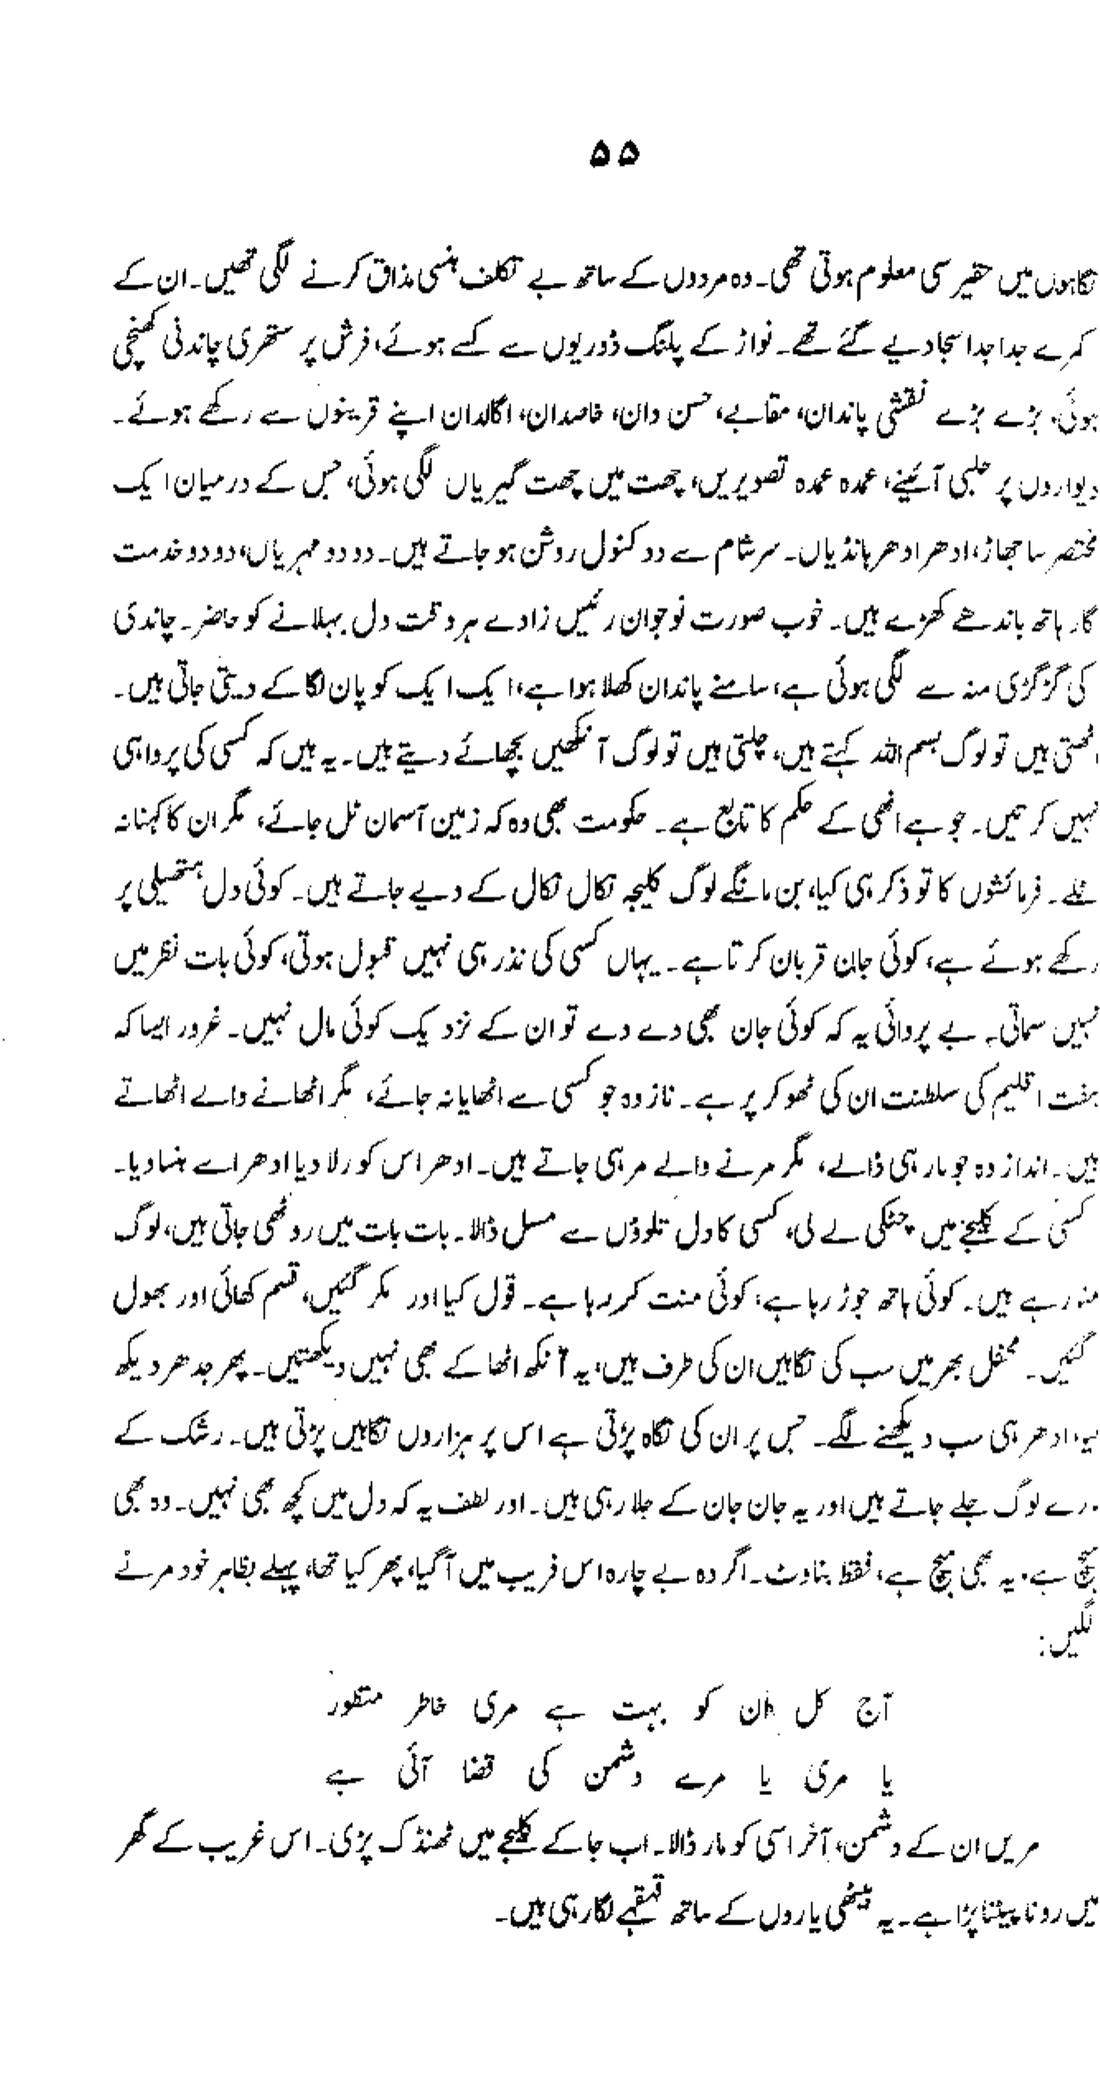 ۵۵
نگاہوں میں حقیر سی معلوم ہوتی تھی۔ وہ مردوں کے ساتھ بے تکلف ہنسی مذاق کرنے لگی تھیں۔ ان کے
کمرے جدا جدا سجا دیے گئے تھے۔ نواڑ کے پلنگ ڈوریوں سے کسے ہوئے، فرش پر ستھری چاندنی کھنچی
ہوئی، بڑے بڑے نقشی پاندان، مقابے، حسن دان، خاصدان، اگالدان اپنے قرینوں سے رکھے ہوئے۔
دیواروں پر حلبی آئینے، عمدہ عمدہ تصویریں، چھت میں چھت گیریاں لگی ہوئی، جس کے درمیان ایک
مختصر سا جھاڑ، ادھر ادھر ہانڈیاں۔ سرشام سے دو کنول روشن ہو جاتے ہیں۔ دو دو مہریاں، دو دو خدمت
گار ہاتھ باندھے کھڑے ہیں۔ خوب صورت نوجوان رئیس زادے ہر وقت دل بہلانے کو حاضر۔ چاندی
کی گڑگڑی منہ سے لگی ہوئی ہے، سامنے پاندان کھلا ہوا ہے، ایک ایک کو پان لگا کے دیتی جاتی ہیں۔
اٹھتی ہیں تو لوگ بسم اللہ کہتے ہیں، چلتی ہیں تو لوگ آنکھیں بچھائے دیتے ہیں۔ یہ ہیں کہ کسی کی پروا ہی
نہیں کرتیں۔ جو ہے انھی کے حکم کا تابع ہے۔ حکومت بھی وہ کہ زمین آسمان ٹل جائے، مگر ان کا کہنا نہ
ٹلے۔ فرمائشوں کا تو ذکر ہی کیا، بن مانگے لوگ کلیجہ نکال نکال کے دیے جاتے ہیں۔ کوئی دل ہتھیلی پر
رکھے ہوئے ہے، کوئی جان قربان کرتا ہے۔ یہاں کسی کی نذر ہی نہیں قبول ہوتی، کوئی بات نظر میں
نہیں سماتی۔ بے پروائی یہ کہ کوئی جان بھی دے دے تو ان کے نزدیک کوئی مال نہیں۔ غرور ایسا کہ
ہفت اقلیم کی سلطنت ان کی ٹھوکر پر ہے۔ ناز وہ جو کسی سے اٹھایا نہ جائے، مگر اٹھانے والے اٹھاتے
ہیں۔ انداز وہ جو مار ہی ڈالے، مگر مرنے والے مر ہی جاتے ہیں۔ ادھر اس کو رلا دیا ادھر اسے ہنسا دیا۔
کسی کے کلیجے میں چٹکی لے لی، کسی کا دل تلوؤں سے مسل ڈالا۔ بات بات میں روٹھی جاتی ہیں، لوگ
منا رہے ہیں۔ کوئی ہاتھ جوڑ رہا ہے، کوئی منت کر رہا ہے۔ قول کیا اور مکر گئیں، قسم کھائی اور بھول
گئیں۔ محفل بھر میں سب کی نگاہیں ان کی طرف ہیں، یہ آنکھ اٹھا کے بھی نہیں دیکھتیں۔ پھر جدھر دیکھ
لیا، ادھر ہی سب دیکھنے لگے۔ جس پر ان کی نگاہ پڑتی ہے اس پر ہزاروں نگاہیں پڑتی ہیں۔ رشک کے
مارے لوگ جلے جاتے ہیں اور یہ جان جان کے جلا رہی ہیں۔ اور لطف یہ کہ دل میں کچھ بھی نہیں۔ وہ بھی
ہیچ ہے، یہ بھی ہیچ ہے، فقط بناوٹ۔ اگر وہ بے چارہ اس فریب میں آ گیا، پھر کیا تھا، پہلے بظاہر خود مرنے
لگیں:
آج کل ان کو بہت ہے مری خاطر منظور
یا مری یا مرے دشمن کی قضا آئی ہے
مریں ان کے دشمن، آخر اسی کو مار ڈالا۔ اب جا کے کلیجے میں ٹھنڈک پڑی۔ اس غریب کے گھر
میں رونا پیٹنا پڑا ہے۔ یہ بیٹھی یاروں کے ساتھ قہقہے لگا رہی ہیں۔